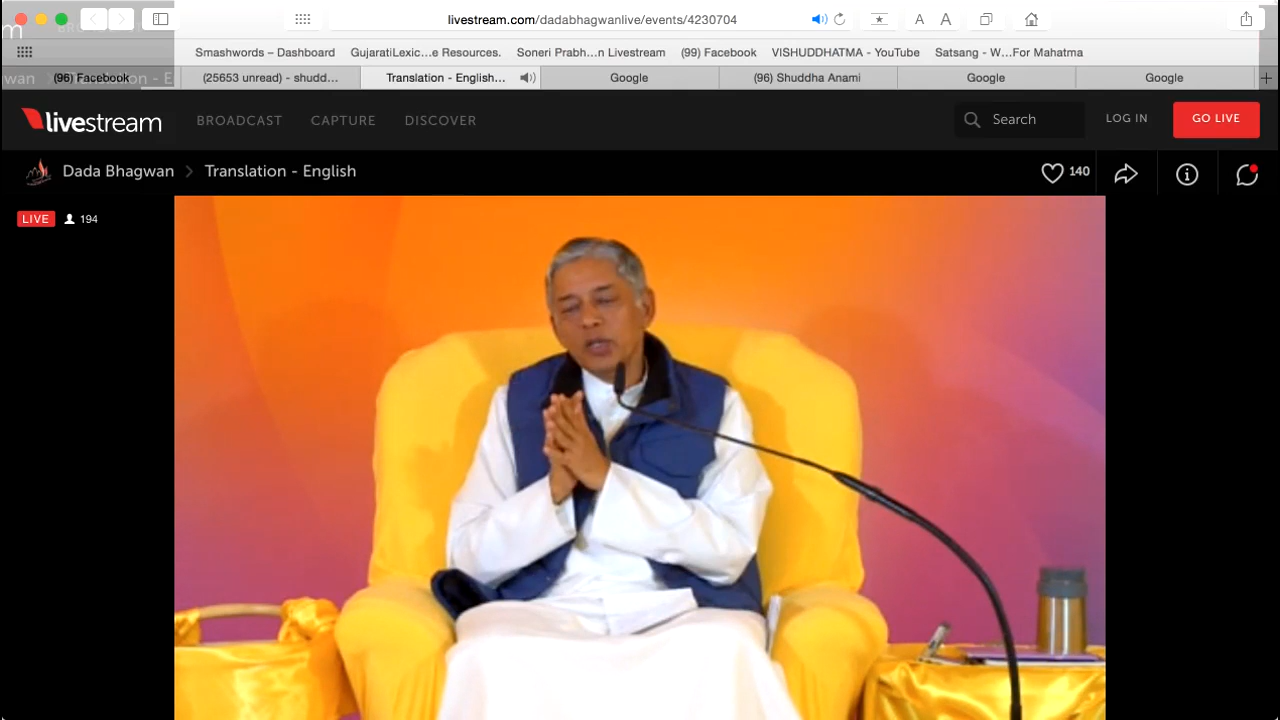 livestream.com/dadabhagwanlive/events/4230704
A A
Smashwords – Dashboard GujaratiLexic...e Resources. Soneri Prabh...n Livestream (99) Facebook VISHUDDHATMA - YouTube Satsang - W...For Mahatma
(96) Facebook (25653 unread) - shudd... Translation - English... Google (96) Shuddha Anami Google Google +
livestream BROADCAST CAPTURE DISCOVER Search LOG IN GO LIVE
Dada Bhagwan > Translation - English 140
LIVE 194